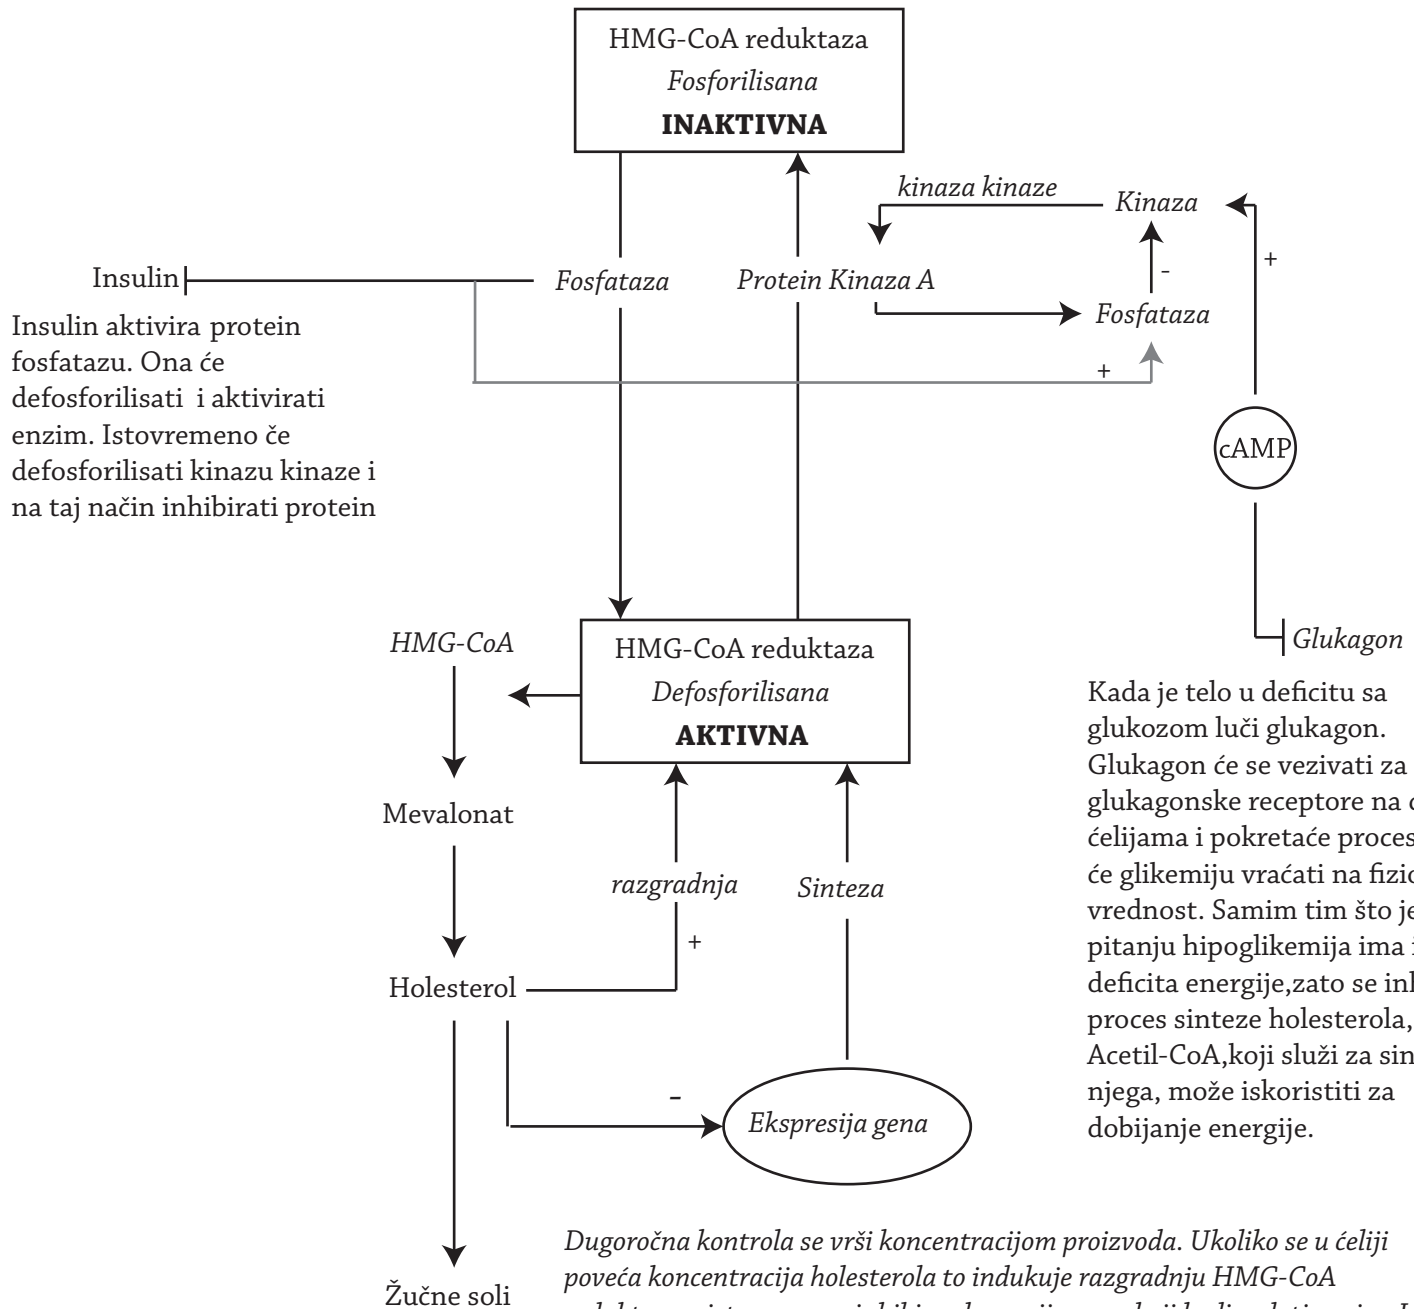 HMG-CoA reduktaza
Fosforilisana
INAKTIVNA
kinaza kinaze
Kinaza
+
-
Insulin
Fosfataza
Protein Kinaza A
Fosfataza
+
Insulin aktivira protein
fosfatazu. Ona će
defosforilisati i aktivirati
enzim. Istovremeno če
defosforilisati kinazu kinaze i
na taj način inhibirati protein
cAMP
HMG-CoA
HMG-CoA reduktaza
Defosforilisana
AKTIVNA
Glukagon
Kada je telo u deficitu sa
glukozom luči glukagon.
Glukagon će se vezivati za
glukagonske receptore na
ćelijama i pokretaće
će glikemiju vraćati na
vrednost. Samim tim što
pitanju hipoglikemija ima
deficita energije,zato se
proces sinteze holesterola,
Acetil-CoA,koji služi za
njega, može iskoristiti za
dobijanje energije.
Mevalonat
razgradnja
Sinteza
+
Holesterol
-
Ekspresija gena
Žučne soli
Dugoročna kontrola se vrši koncentracijom proizvoda. Ukoliko se u ćeliji
poveća koncentracija holesterola to indukuje razgradnju HMG-CoA